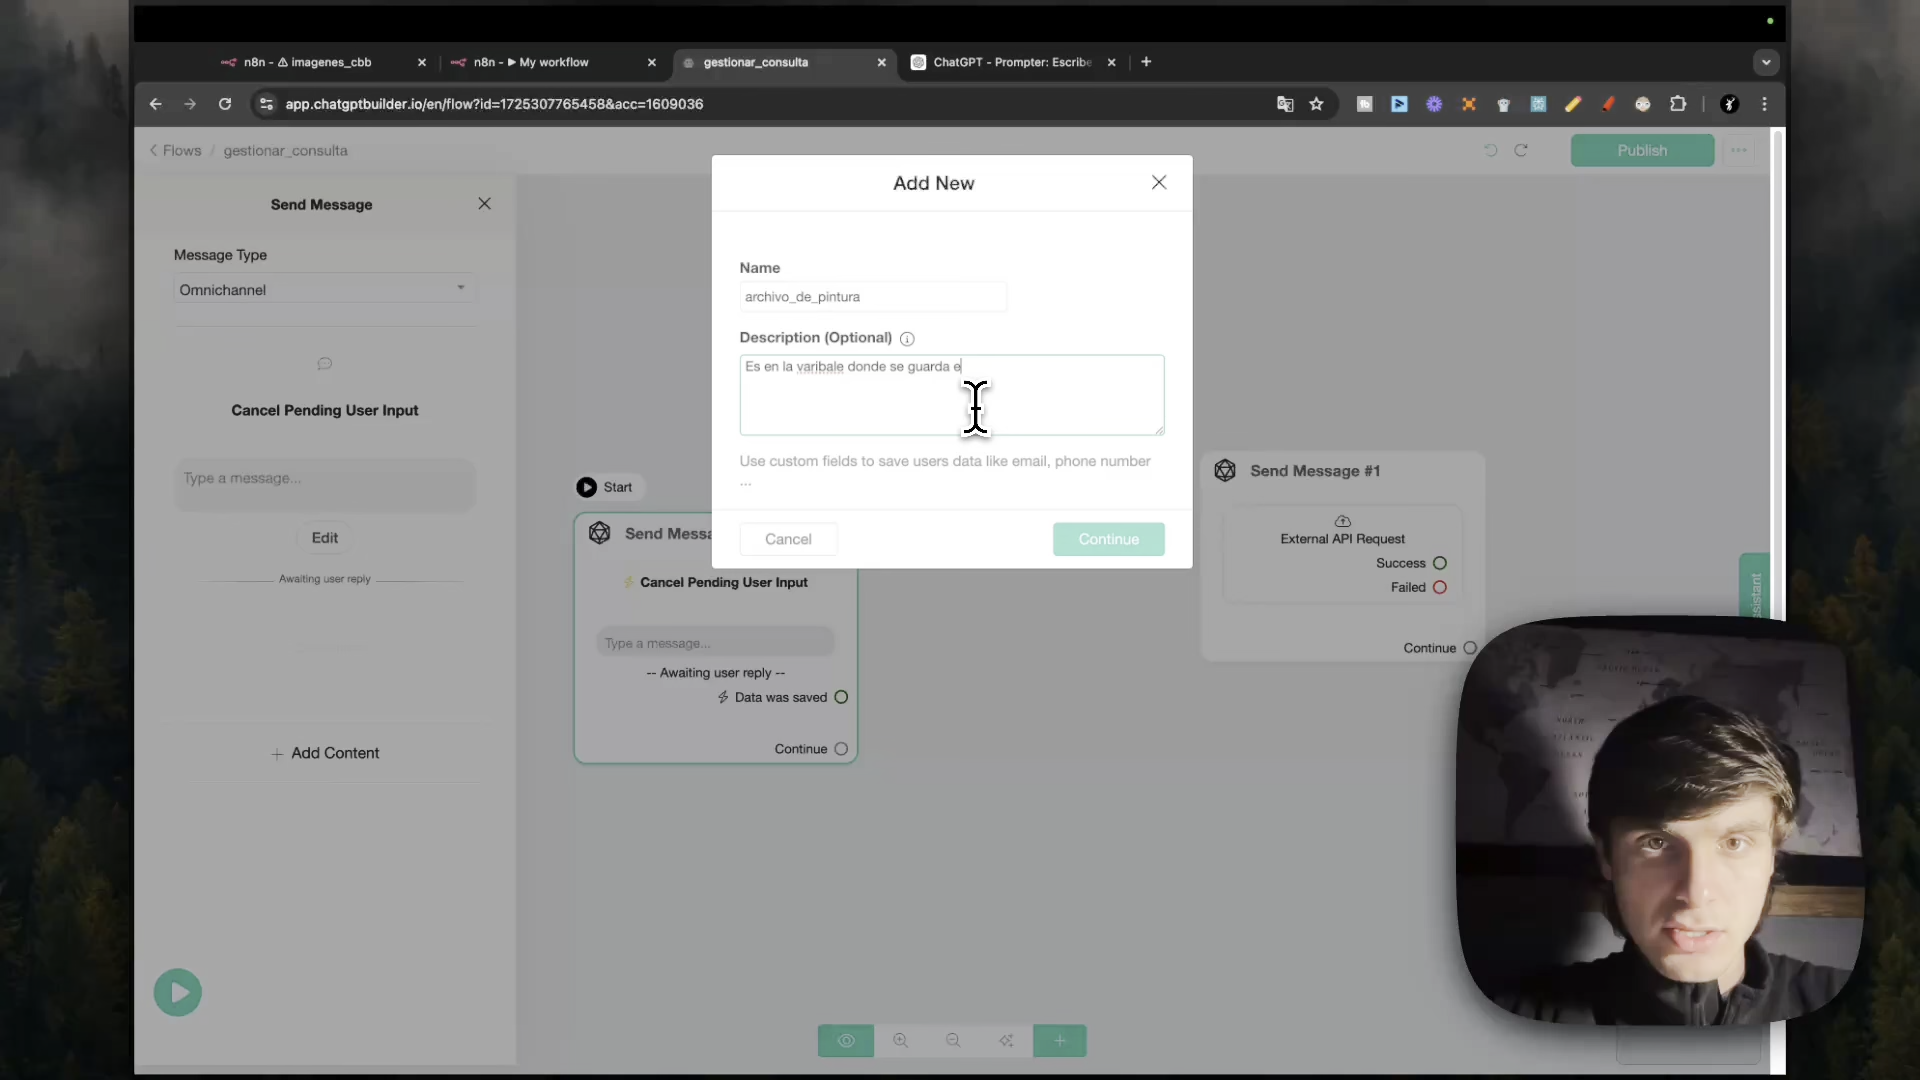 n8n - ⚠ imagenes_cbb
n8n - ▶ My workflow
gestionar_consulta
ChatGPT - Prompter: Escribe
app.chatgptbuilder.io/en/flow?id=1725307765458&acc=1609036
Flows / gestionar_consulta
Publish
Send Message
Message Type
Omnichannel
Cancel Pending User Input
Type a message...
Edit
Awaiting user reply
Add Content
Add New
Name
archivo_de_pintura
Description (Optional)
Es en la varibale donde se guarda e
Use custom fields to save users data like email, phone number
...
Cancel
Continue
Start
Send Messa
Cancel Pending User Input
Type a message...
-- Awaiting user reply --
Data was saved
Continue
Send Message #1
External API Request
Success
Failed
Continue